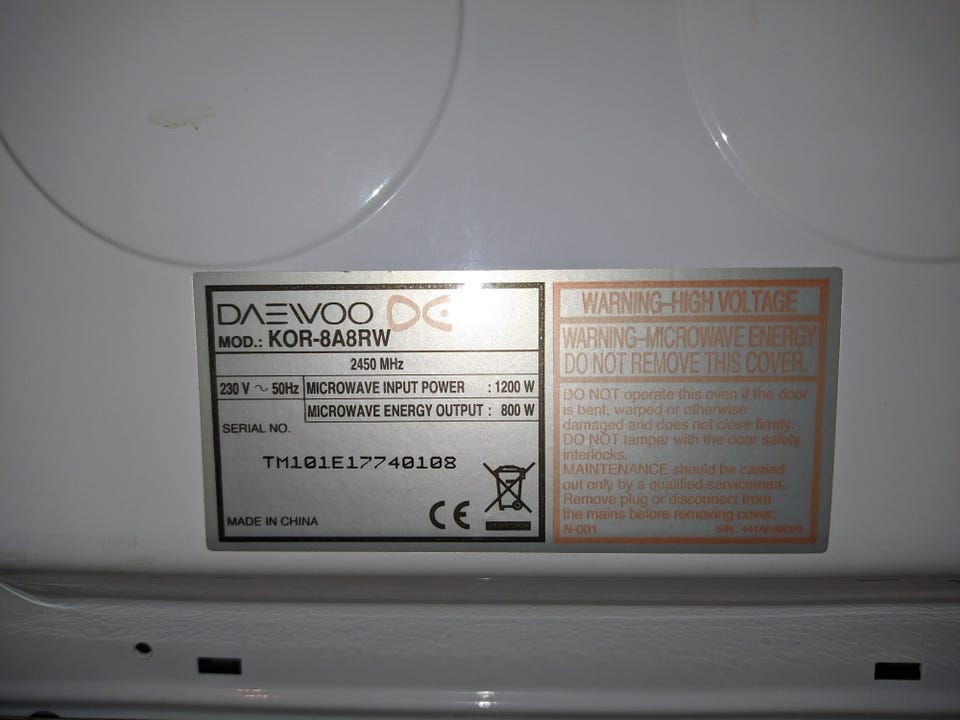 DAEWOO
MOD.: KOR-8A8RW
2450 MHz
230 V ~ 50Hz
MICROWAVE INPUT POWER : 1200 W
MICROWAVE ENERGY OUTPUT : 800 W
SERIAL NO.
TM101E17740108
MADE IN CHINA
CE
WARNING-HIGH VOLTAGE
WARNING-MICROWAVE ENERGY
DO NOT REMOVE THIS COVER.
DO NOT operate this oven if the door
is bent, warped or otherwise
damaged and does not close firmly.
DO NOT tamper with the door safety
interlocks.
MAINTENANCE should be carried
out only by a qualified serviceman.
Remove plug or disconnect from
the mains before removing cover.
N-001
S/N :